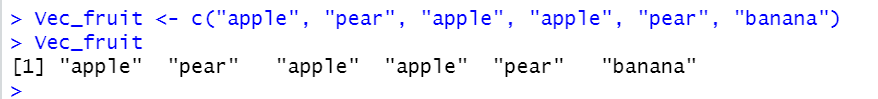 > Vec_fruit <- c("apple", "pear", "apple", "apple", "pear", "banana")
> Vec_fruit
[1] "apple"  "pear"   "apple"  "apple"  "pear"   "banana"
>